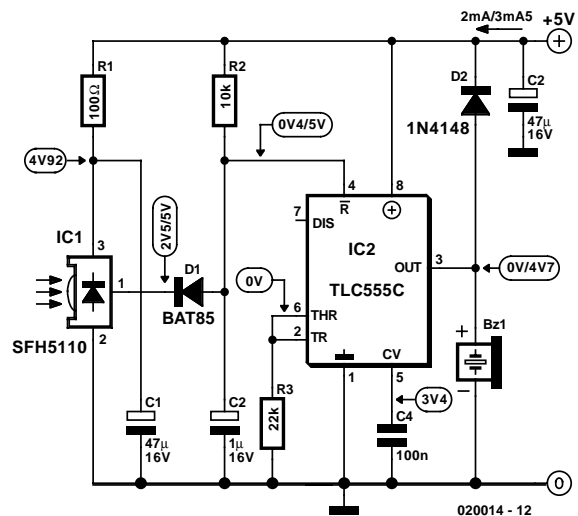 2mA/3mA5
+5V
R1
100Ω
R2
10k
D2
1N4148
C2
47µ
16V
4V92
0V4/5V
2V5/5V
4
R
8
7
DIS
IC2
TLC555C
OUT
3
0V/4V7
IC1
3
1
2
SFH5110
D1
BAT85
0V
6
THR
2
TR
1
CV
5
+
Bz1
–
R3
22k
3V4
C4
100n
C1
47µ
16V
C2
1µ
16V
0
020014 - 12